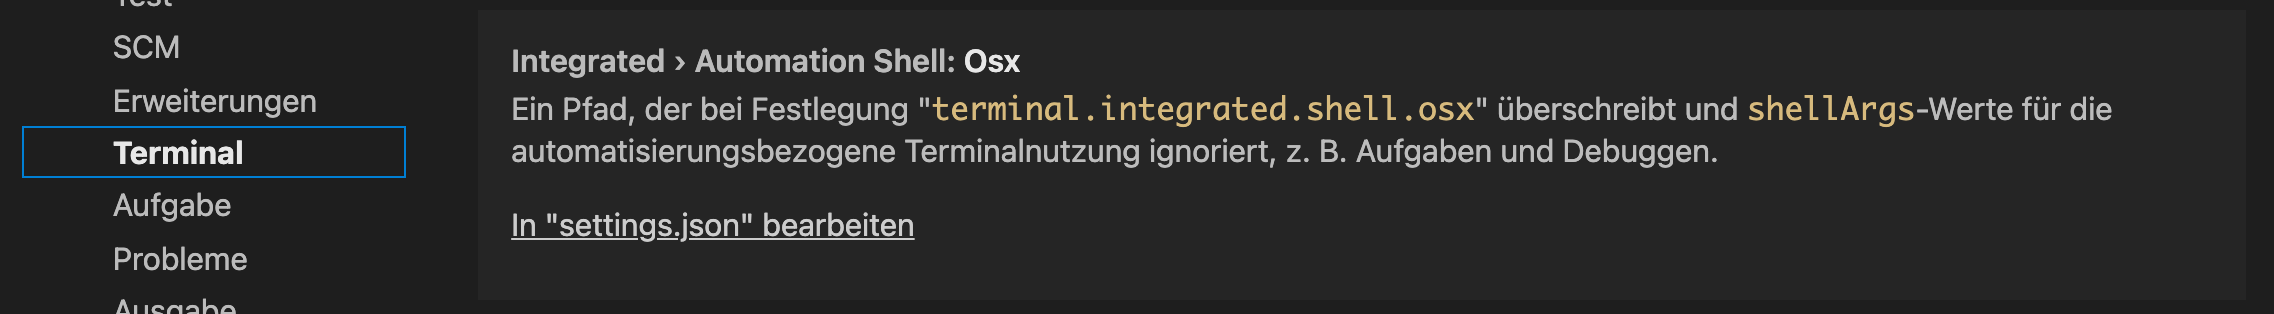 Test
SCM
Erweiterungen
Terminal
Aufgabe
Probleme
Ausgabe
Integrated › Automation Shell: Osx
Ein Pfad, der bei Festlegung "terminal.integrated.shell.osx" überschreibt und shellArgs-Werte für die
automatisierungsbezogene Terminalnutzung ignoriert, z. B. Aufgaben und Debuggen.
In "settings.json" bearbeiten